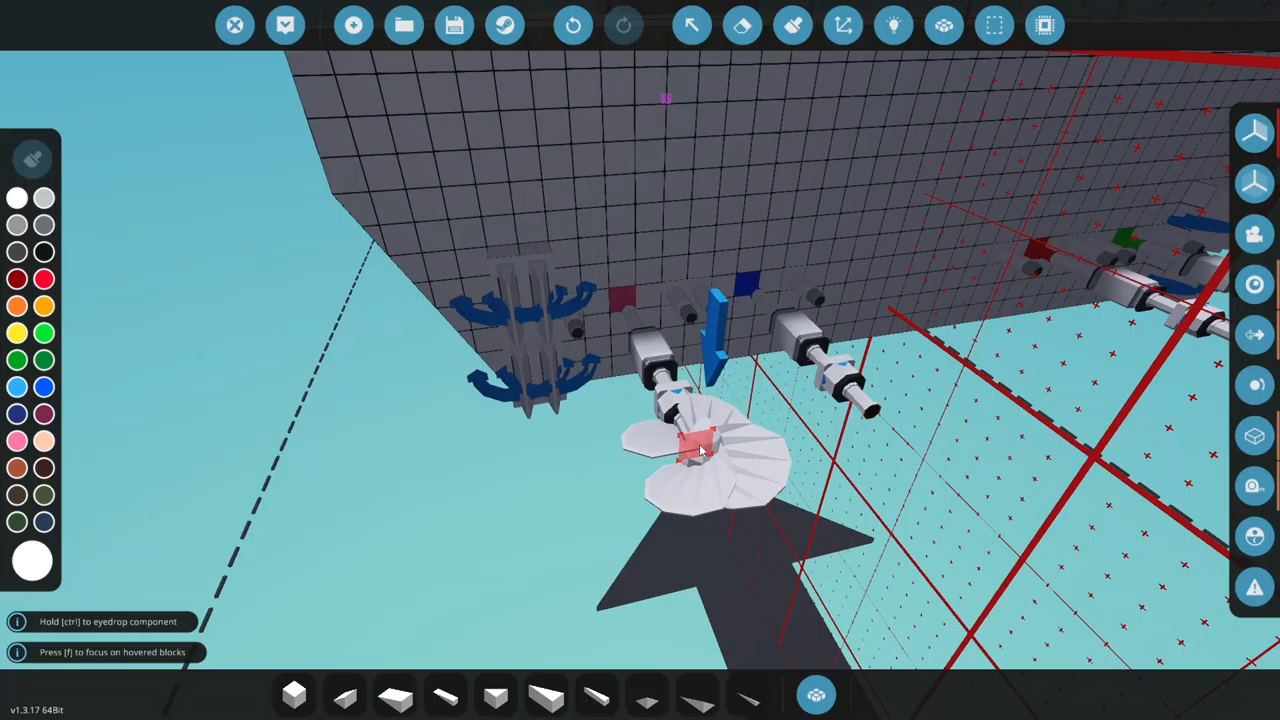 Hold [ctrl] to eyedrop component
Press [f] to focus on hovered blocks
v1.3.17 64Bit